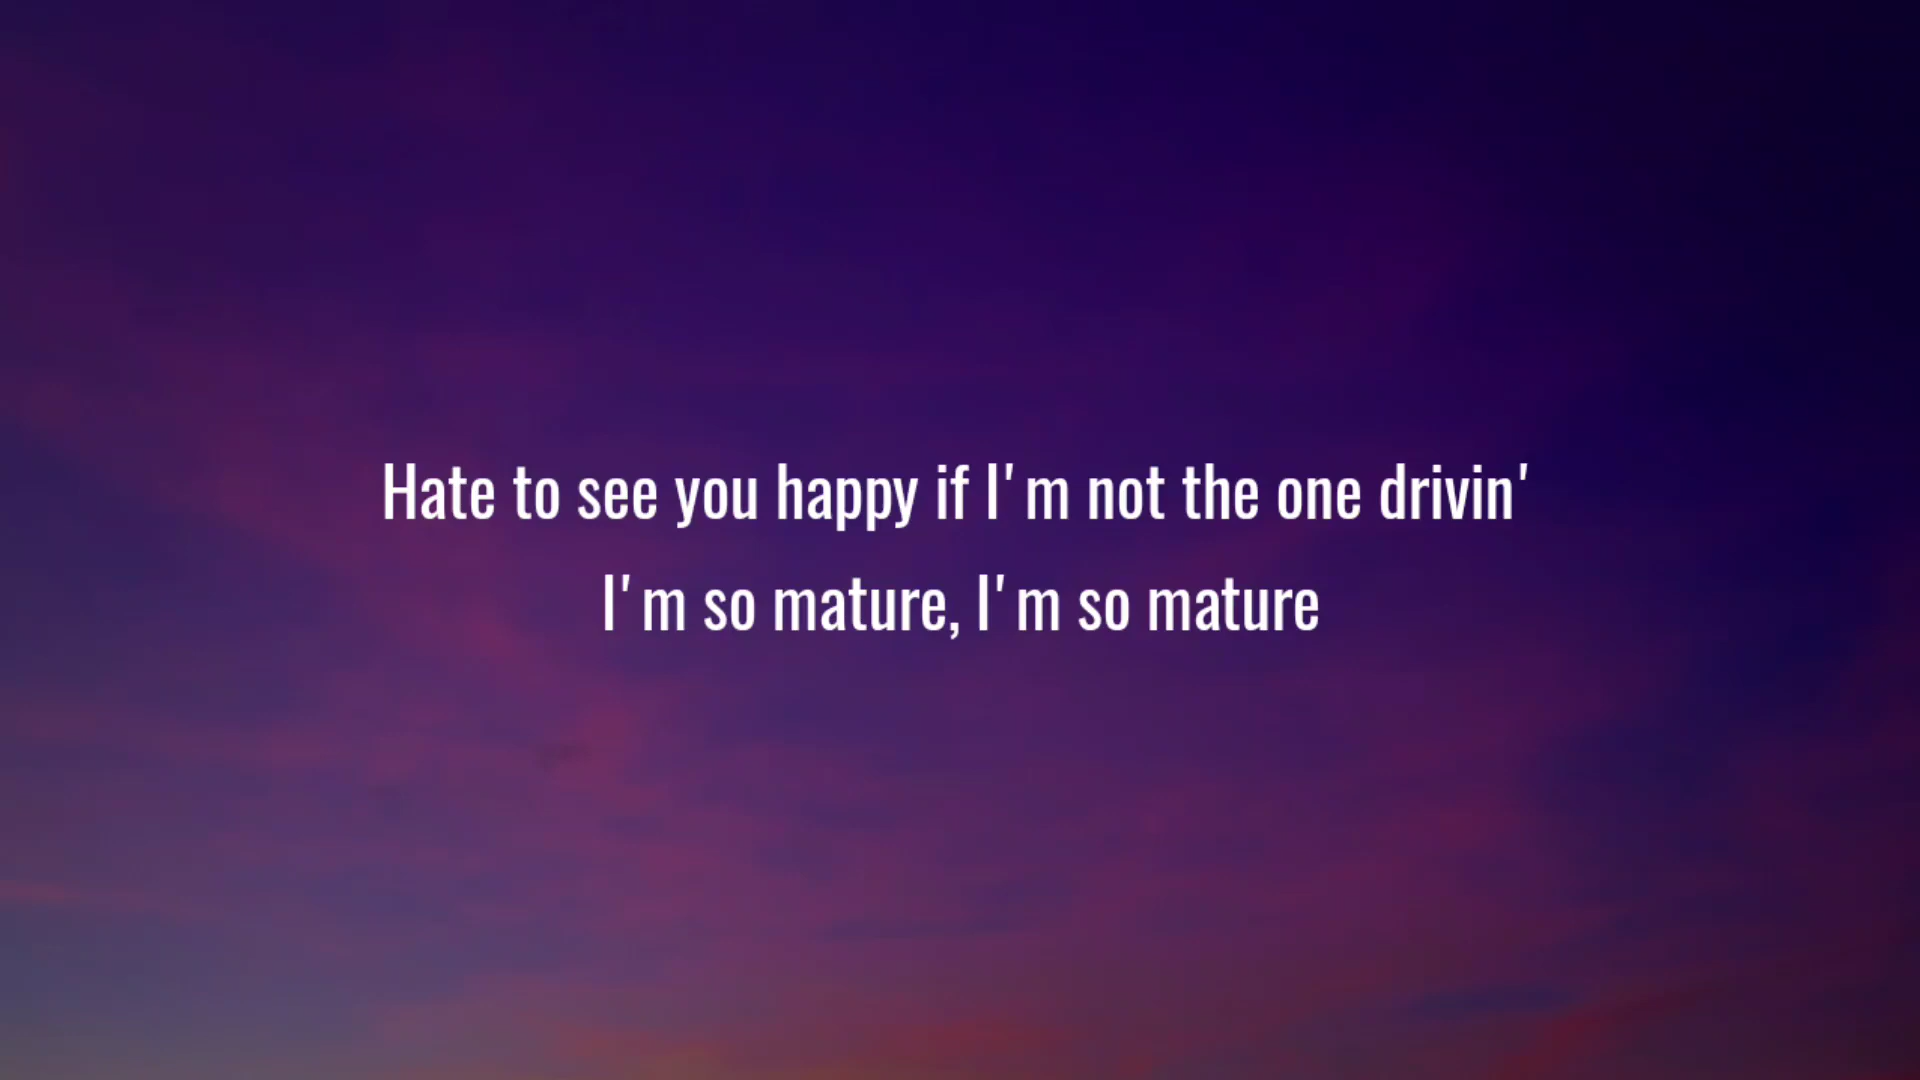 Hate to see you happy if I'm not the one drivin'
I'm so mature, I'm so mature